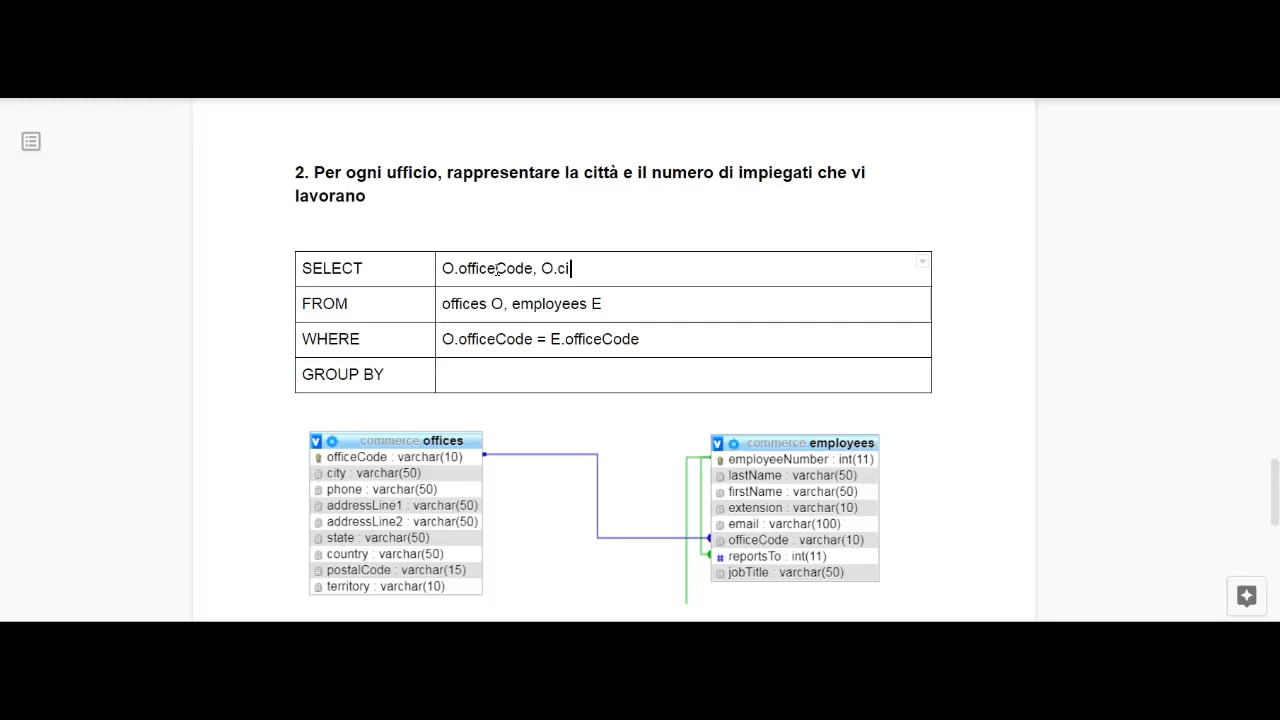 2. Per ogni ufficio, rappresentare la città e il numero di impiegati che vi
lavorano
SELECT O.officeCode, O.ci
FROM offices O, employees E
WHERE O.officeCode = E.officeCode
GROUP BY
commerce offices
officeCode : varchar(10)
city : varchar(50)
phone : varchar(50)
addressLine1 : varchar(50)
addressLine2 : varchar(50)
state : varchar(50)
country : varchar(50)
postalCode : varchar(15)
territory : varchar(10)
commerce employees
employeeNumber : int(11)
lastName : varchar(50)
firstName : varchar(50)
extension : varchar(10)
email : varchar(100)
officeCode : varchar(10)
reportsTo : int(11)
jobTitle : varchar(50)